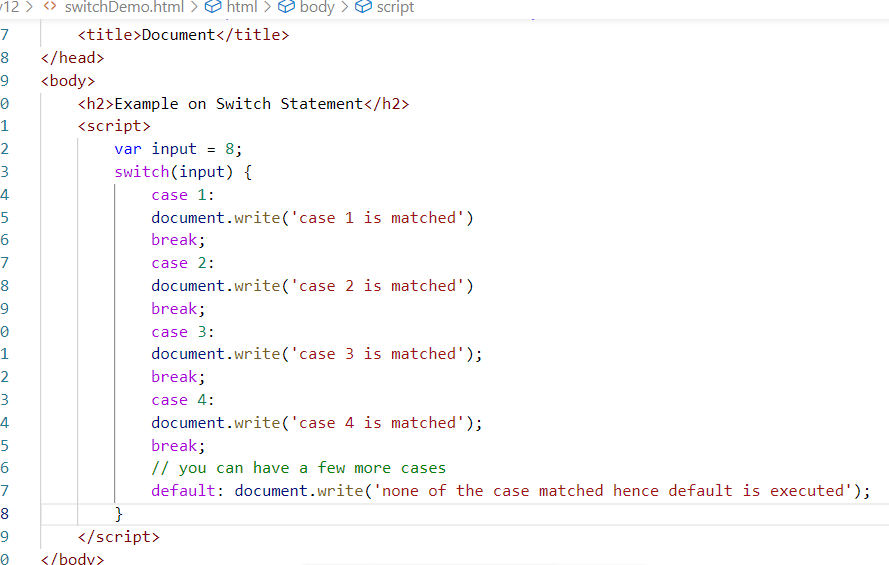 v12 > <> switchDemo.html > html > body > script
7 <title>Document</title>
8 </head>
9 <body>
0 <h2>Example on Switch Statement</h2>
1 <script>
2 var input = 8;
3 switch(input) {
4 case 1:
5 document.write('case 1 is matched')
6 break;
7 case 2:
8 document.write('case 2 is matched')
9 break;
0 case 3:
1 document.write('case 3 is matched');
2 break;
3 case 4:
4 document.write('case 4 is matched');
5 break;
6 // you can have a few more cases
7 default: document.write('none of the case matched hence default is executed');
8 }
9 </script>
0 </body>